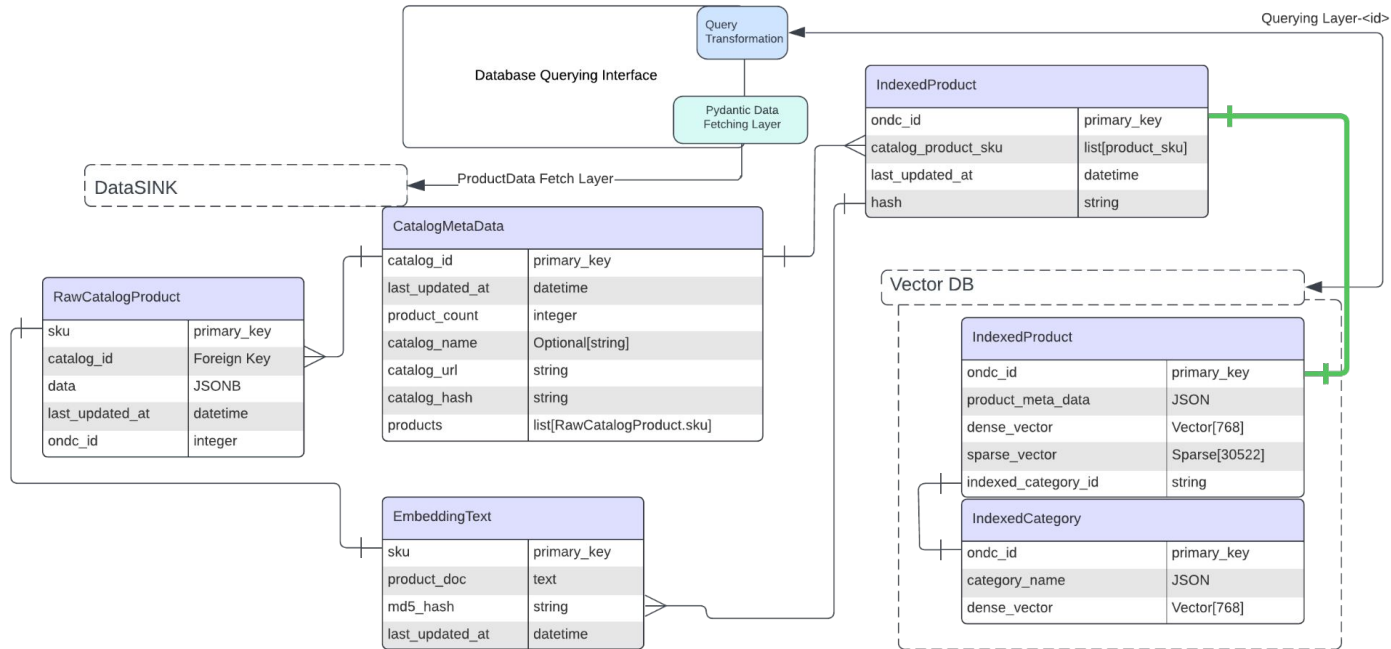 Querying Layer-<id>
Query
Transformation
Database Querying Interface
Pydantic Data
Fetching Layer
ProductData Fetch Layer
DataSINK
IndexedProduct
ondc_id primary_key
catalog_product_sku list[product_sku]
last_updated_at datetime
hash string
CatalogMetaData
catalog_id primary_key
last_updated_at datetime
product_count integer
catalog_name Optional[string]
catalog_url string
catalog_hash string
products list[RawCatalogProduct.sku]
RawCatalogProduct
sku primary_key
catalog_id Foreign Key
data JSONB
last_updated_at datetime
ondc_id integer
Vector DB
IndexedProduct
ondc_id primary_key
product_meta_data JSON
dense_vector Vector[768]
sparse_vector Sparse[30522]
indexed_category_id string
IndexedCategory
ondc_id primary_key
category_name JSON
dense_vector Vector[768]
EmbeddingText
sku primary_key
product_doc text
md5_hash string
last_updated_at datetime